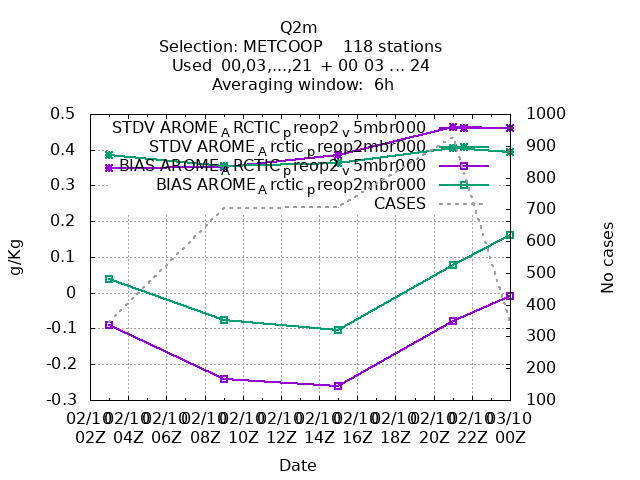 Q2m
Selection: METCOOP 118 stations
Used 00,03,...,21 + 00 03 ... 24
Averaging window: 6h
STDV AROME_ARCTIC_preop2_v5mbr000
STDV AROME_Arctic_preop2mbr000
BIAS AROME_ARCTIC_preop2_v5mbr000
BIAS AROME_Arctic_preop2mbr000
CASES
0.5
0.4
0.3
0.2
0.1
0
-0.1
-0.2
-0.3
g/Kg
1000
900
800
700
600
500
400
300
200
100
No cases
02/10 02/10 02/10 02/10 02/10 02/10 02/10 02/10 02/10 02/10 02/10 03/10
02Z 04Z 06Z 08Z 10Z 12Z 14Z 16Z 18Z 20Z 22Z 00Z
Date